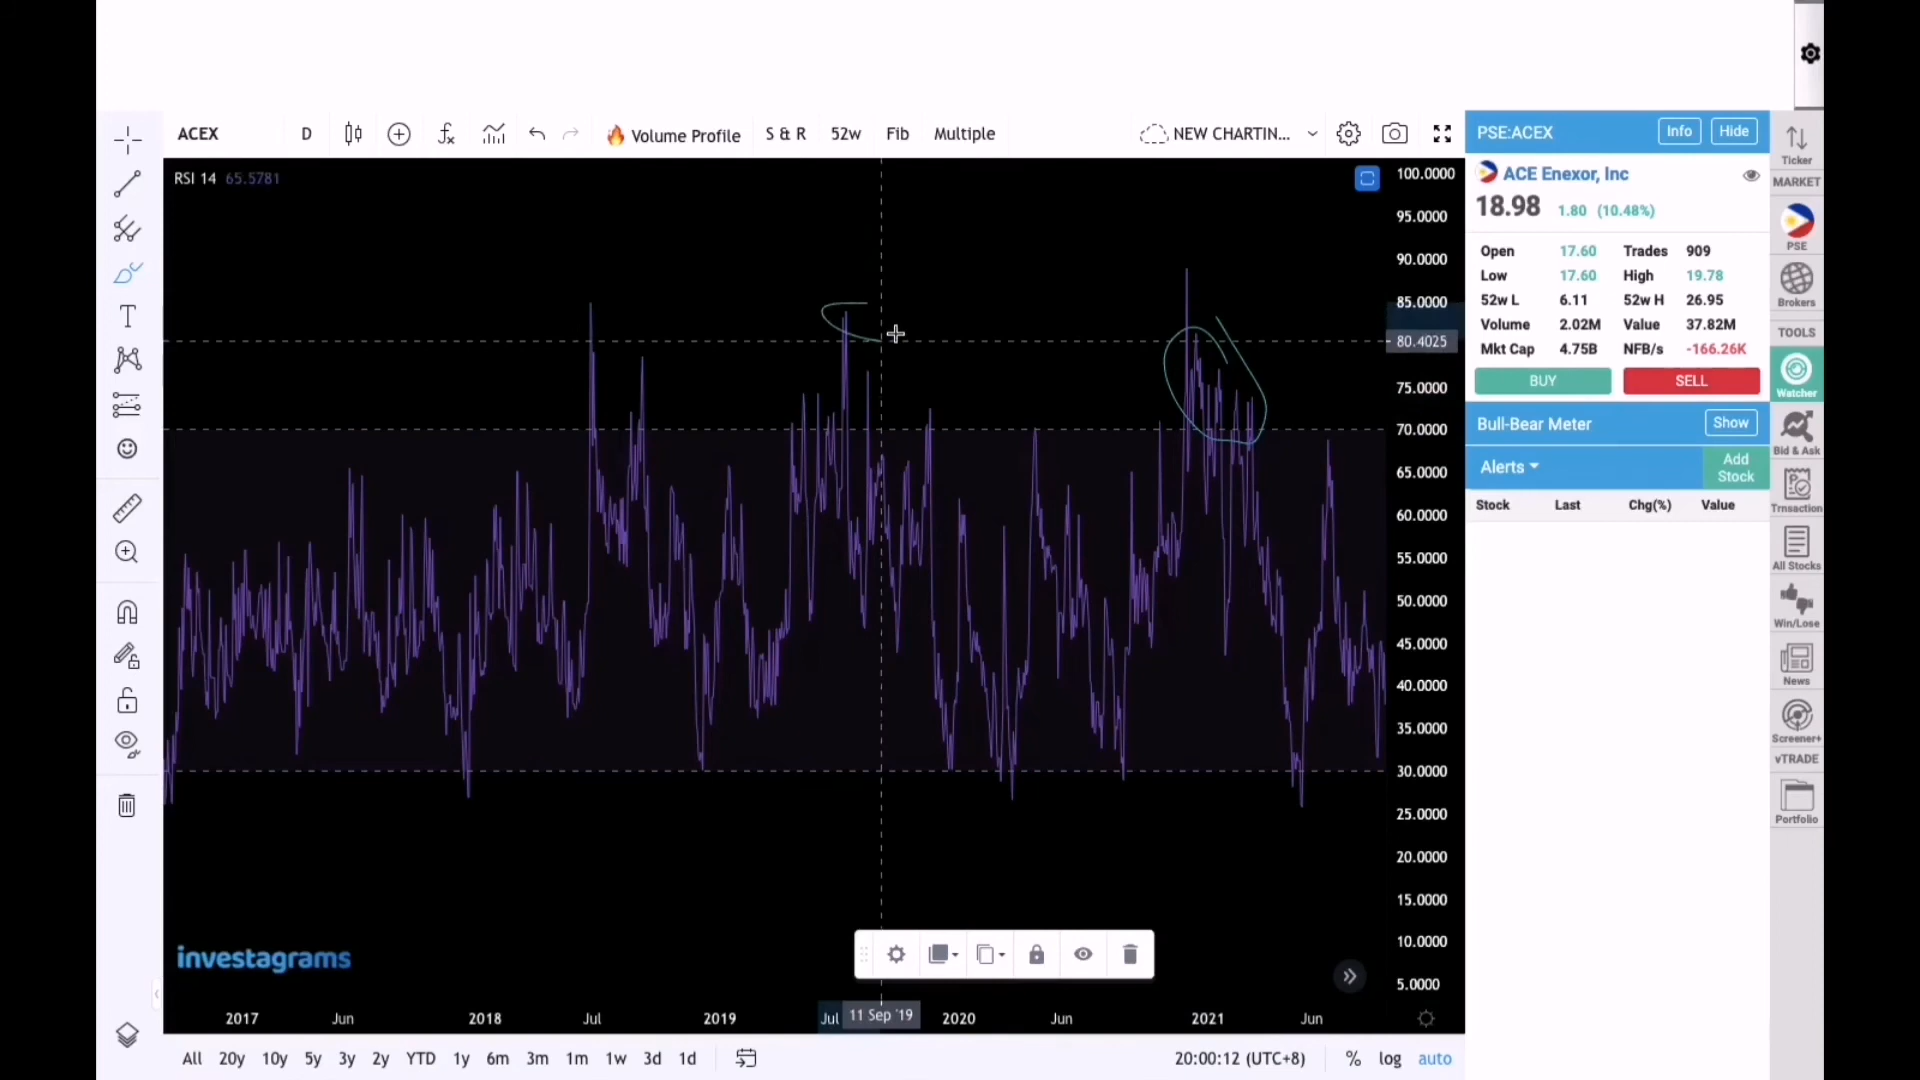 ACEX D Volume Profile S & R 52w Fib Multiple NEW CHARTIN...
RSI 14 65.5781
100.0000
95.0000
90.0000
85.0000
80.4025
75.0000
70.0000
65.0000
60.0000
55.0000
50.0000
45.0000
40.0000
35.0000
30.0000
25.0000
20.0000
15.0000
10.0000
5.0000
investagrams
2017 Jun 2018 Jul 2019 Jul 11 Sep '19 2020 Jun 2021 Jun
All 20y 10y 5y 3y 2y YTD 1y 6m 3m 1m 1w 3d 1d 20:00:12 (UTC+8) % log auto
PSE:ACEX Info Hide
ACE Enexor, Inc
18.98 1.80 (10.48%)
Open 17.60 Trades 909
Low 17.60 High 19.78
52w L 6.11 52w H 26.95
Volume 2.02M Value 37.82M
Mkt Cap 4.75B NFB/s -166.26K
BUY SELL
Bull-Bear Meter Show
Alerts Add Stock
Stock Last Chg(%) Value
Ticker
MARKET
PSE
Brokers
TOOLS
Watcher
Bid & Ask
Trnsaction
All Stocks
Win/Lose
News
Screener+
vTRADE
Portfolio